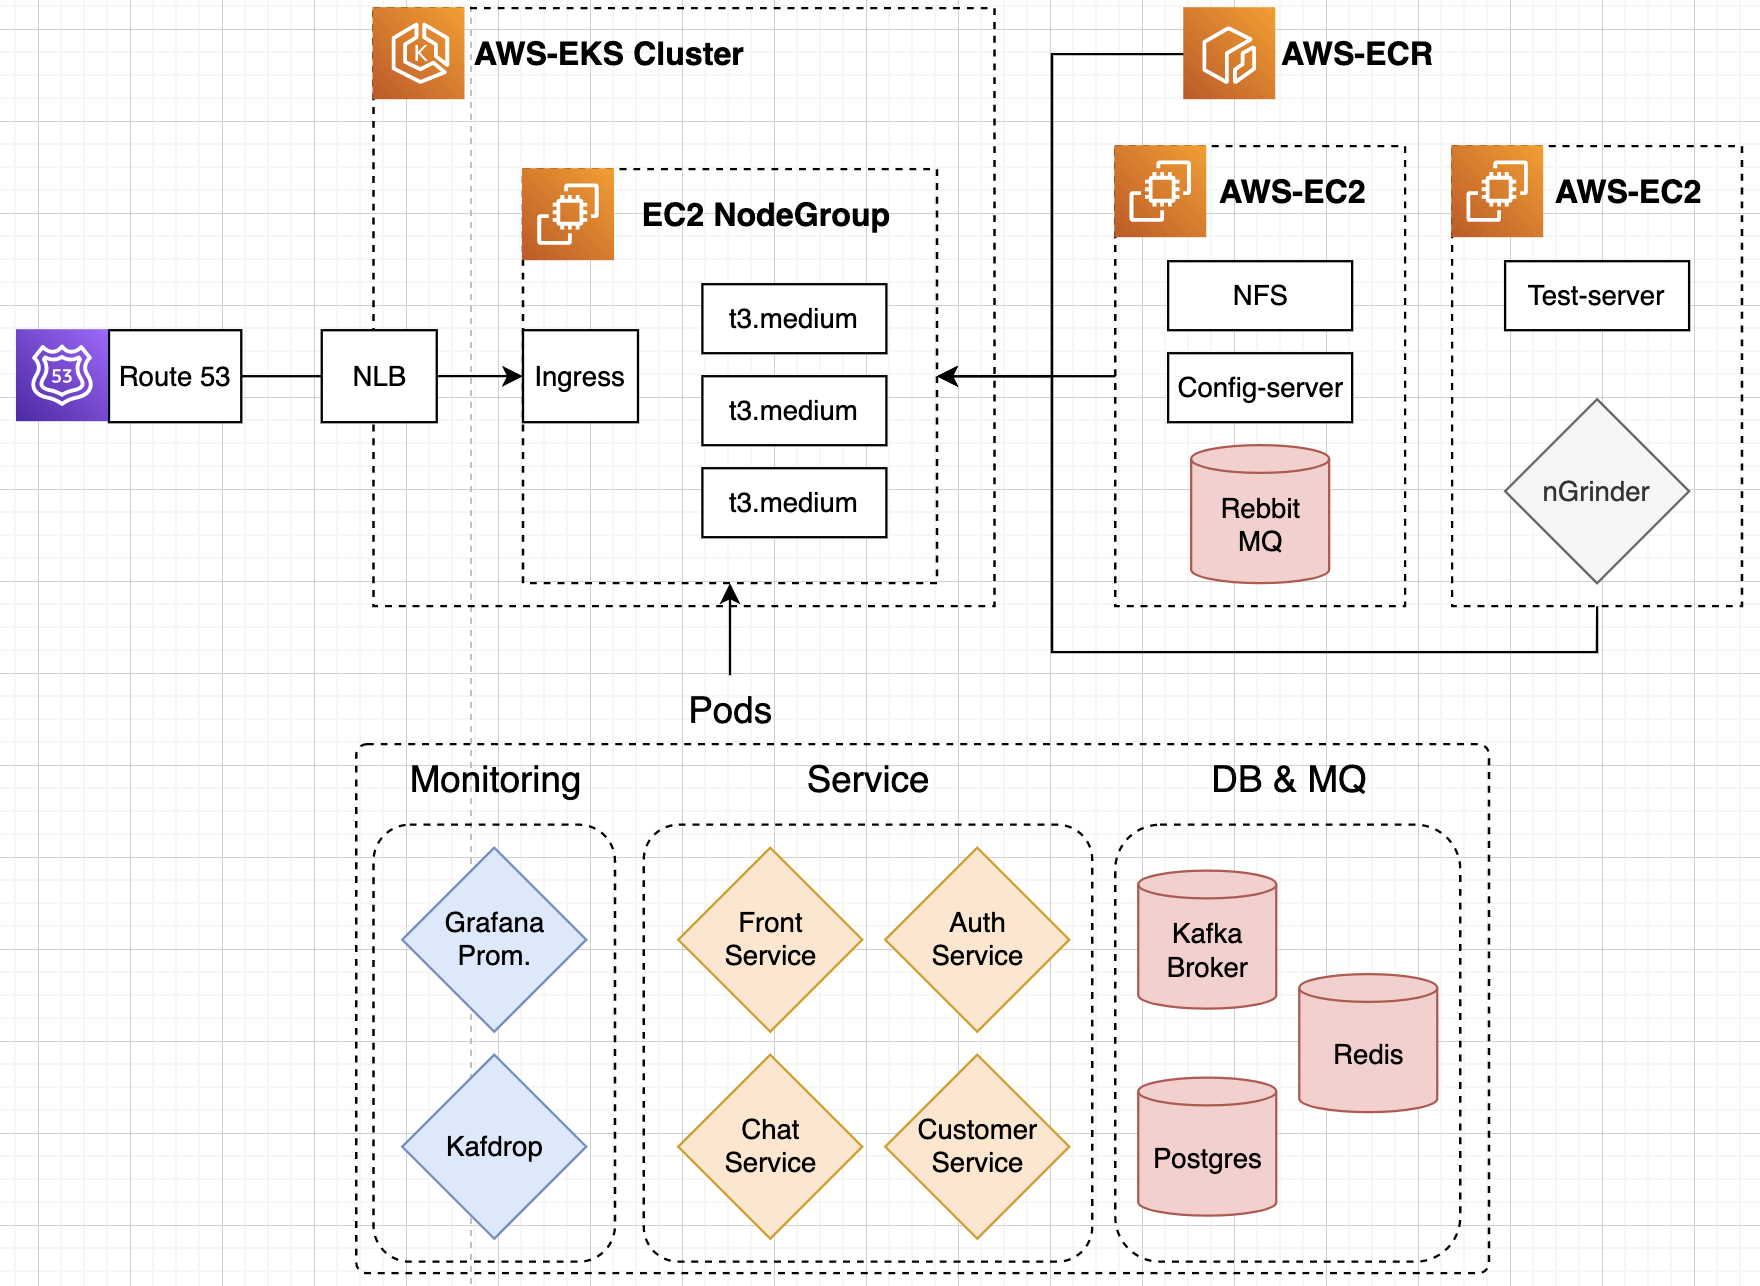 AWS-EKS Cluster
K
AWS-ECR
EC2 NodeGroup
AWS-EC2
AWS-EC2
t3.medium
t3.medium
t3.medium
53
Route 53
NLB
Ingress
NFS
Config-server
Rebbit
MQ
Test-server
nGrinder
Pods
Monitoring
Service
DB & MQ
Grafana
Prom.
Kafdrop
Front
Service
Auth
Service
Chat
Service
Customer
Service
Kafka
Broker
Redis
Postgres